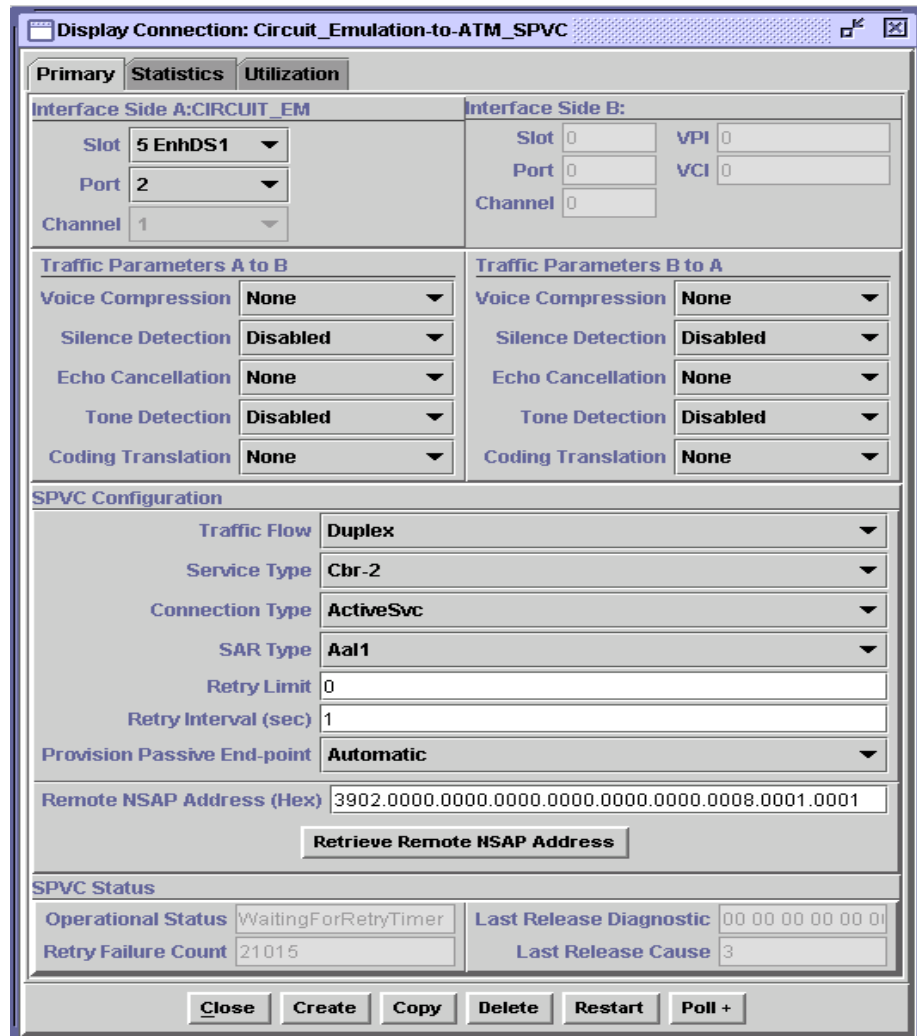 Display Connection: Circuit_Emulation-to-ATM_SPVC
Primary Statistics Utilization
Interface Side A:CIRCUIT_EM
Slot 5 EnhDS1
Port 2
Channel 1
Interface Side B:
Slot 0 VPI 0
Port 0 VCI 0
Channel 0
Traffic Parameters A to B
Voice Compression None
Silence Detection Disabled
Echo Cancellation None
Tone Detection Disabled
Coding Translation None
Traffic Parameters B to A
Voice Compression None
Silence Detection Disabled
Echo Cancellation None
Tone Detection Disabled
Coding Translation None
SPVC Configuration
Traffic Flow Duplex
Service Type Cbr-2
Connection Type ActiveSvc
SAR Type Aal1
Retry Limit 0
Retry Interval (sec) 1
Provision Passive End-point Automatic
Remote NSAP Address (Hex) 3902.0000.0000.0000.0000.0000.0000.0008.0001.0001
Retrieve Remote NSAP Address
SPVC Status
Operational Status WaitingForRetryTimer
Retry Failure Count 21015
Last Release Diagnostic 00 00 00 00 00
Last Release Cause 3
Close Create Copy Delete Restart Poll +